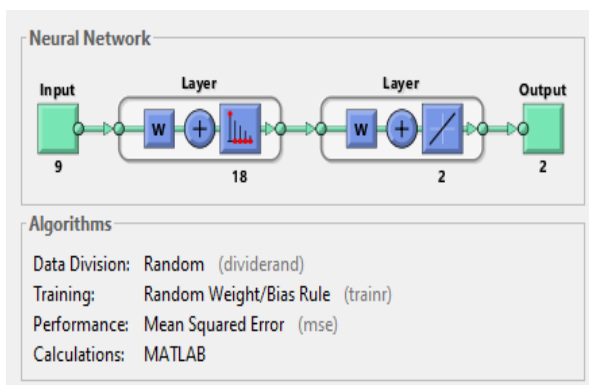 Neural Network
Input Layer Layer Output
W + W +
9 18 2 2
Algorithms
Data Division: Random (dividerand)
Training: Random Weight/Bias Rule (trainr)
Performance: Mean Squared Error (mse)
Calculations: MATLAB